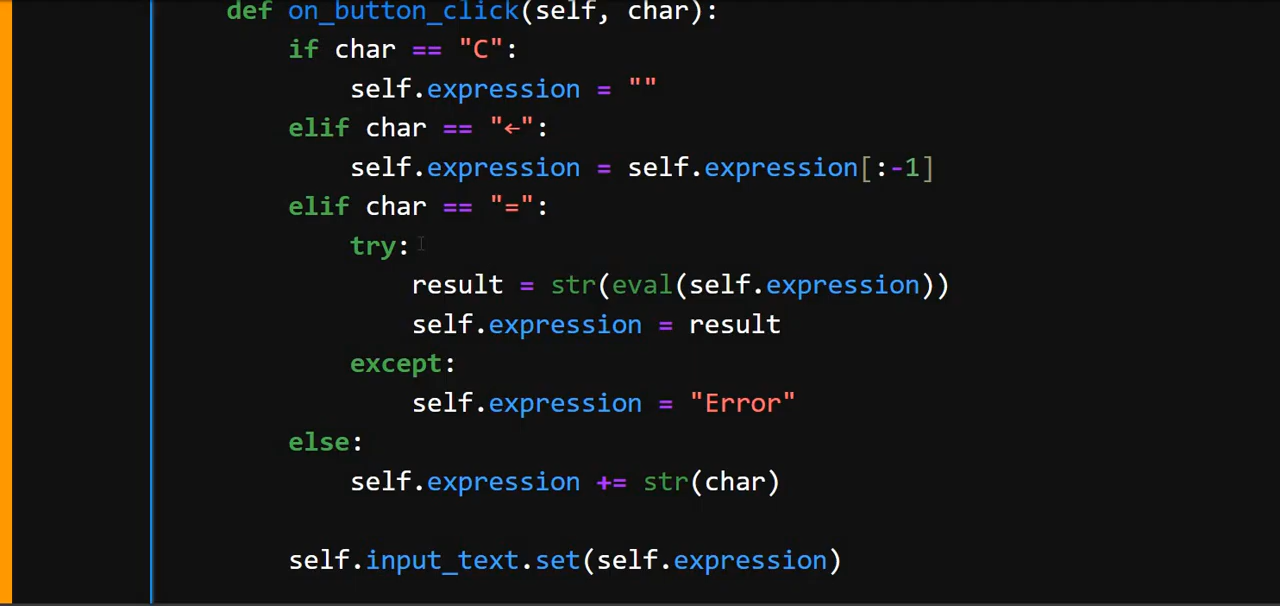 def on_button_click(self, char):
if char == "C":
self.expression = ""
elif char == "←":
self.expression = self.expression[:-1]
elif char == "=":
try:
result = str(eval(self.expression))
self.expression = result
except:
self.expression = "Error"
else:
self.expression += str(char)
self.input_text.set(self.expression)